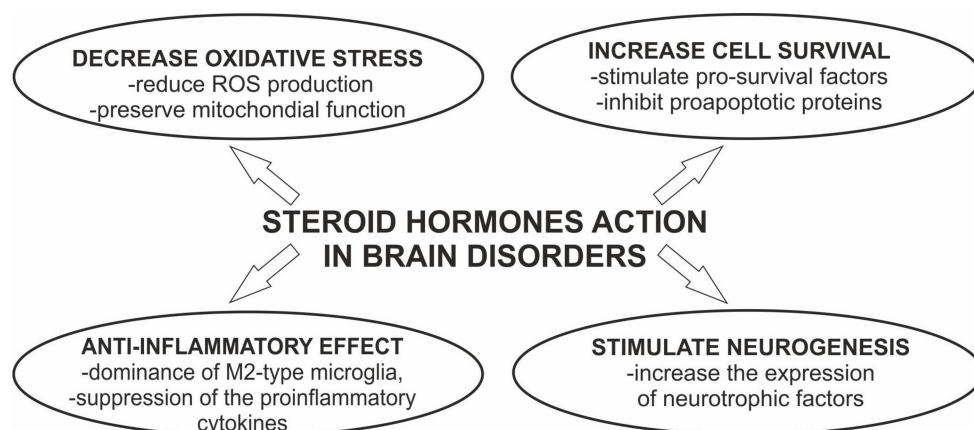 DECREASE OXIDATIVE STRESS
-reduce ROS production
-preserve mitochondrial function
INCREASE CELL SURVIVAL
-stimulate pro-survival factors
-inhibit proapoptotic proteins
STEROID HORMONES ACTION
IN BRAIN DISORDERS
ANTI-INFLAMMATORY EFFECT
-dominance of M2-type microglia,
-suppression of the proinflammatory
cytokines
STIMULATE NEUROGENESIS
-increase the expression
of neurotrophic factors